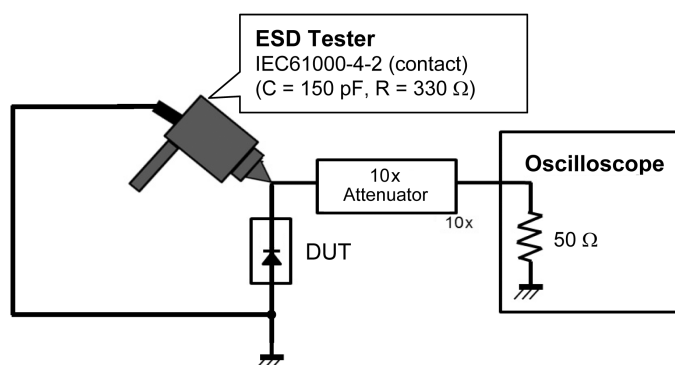 ESD Tester
IEC61000-4-2 (contact)
(C = 150 pF, R = 330 Ω)
10x
Attenuator
10x
Oscilloscope
50 Ω
DUT